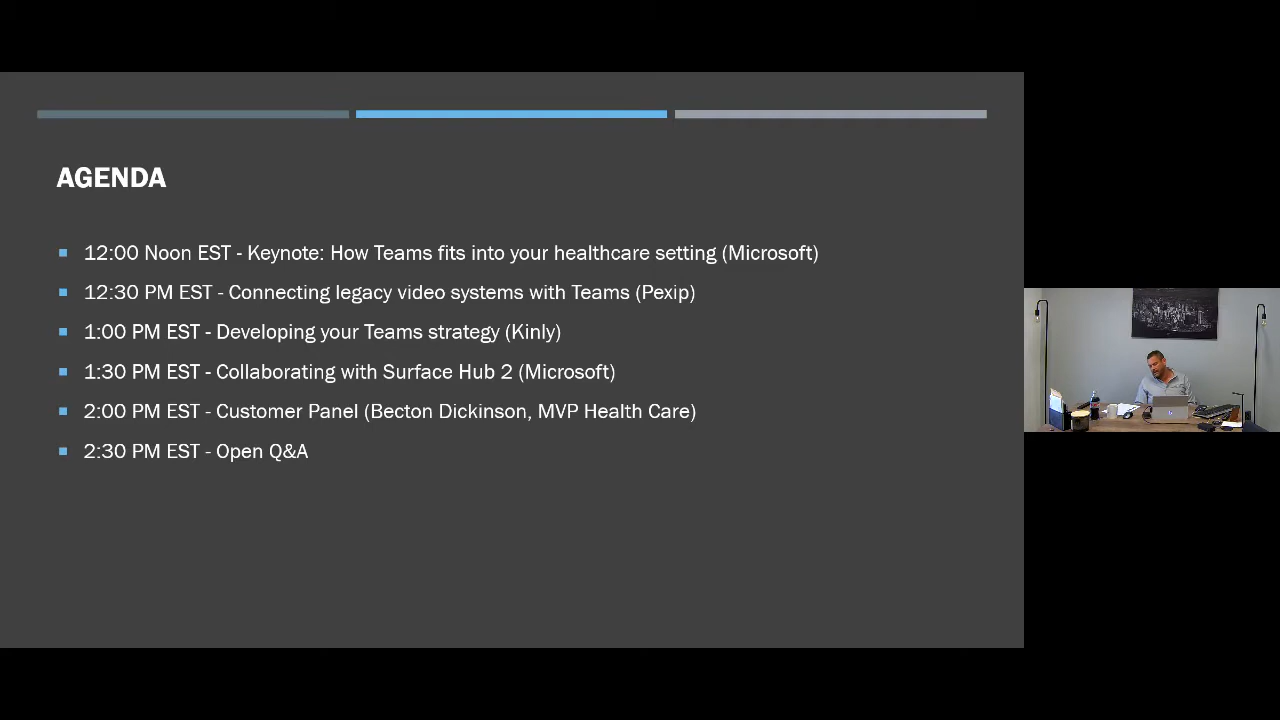 AGENDA
12:00 Noon EST - Keynote: How Teams fits into your healthcare setting (Microsoft)
12:30 PM EST - Connecting legacy video systems with Teams (Pexip)
1:00 PM EST - Developing your Teams strategy (Kinly)
1:30 PM EST - Collaborating with Surface Hub 2 (Microsoft)
2:00 PM EST - Customer Panel (Becton Dickinson, MVP Health Care)
2:30 PM EST - Open Q&A